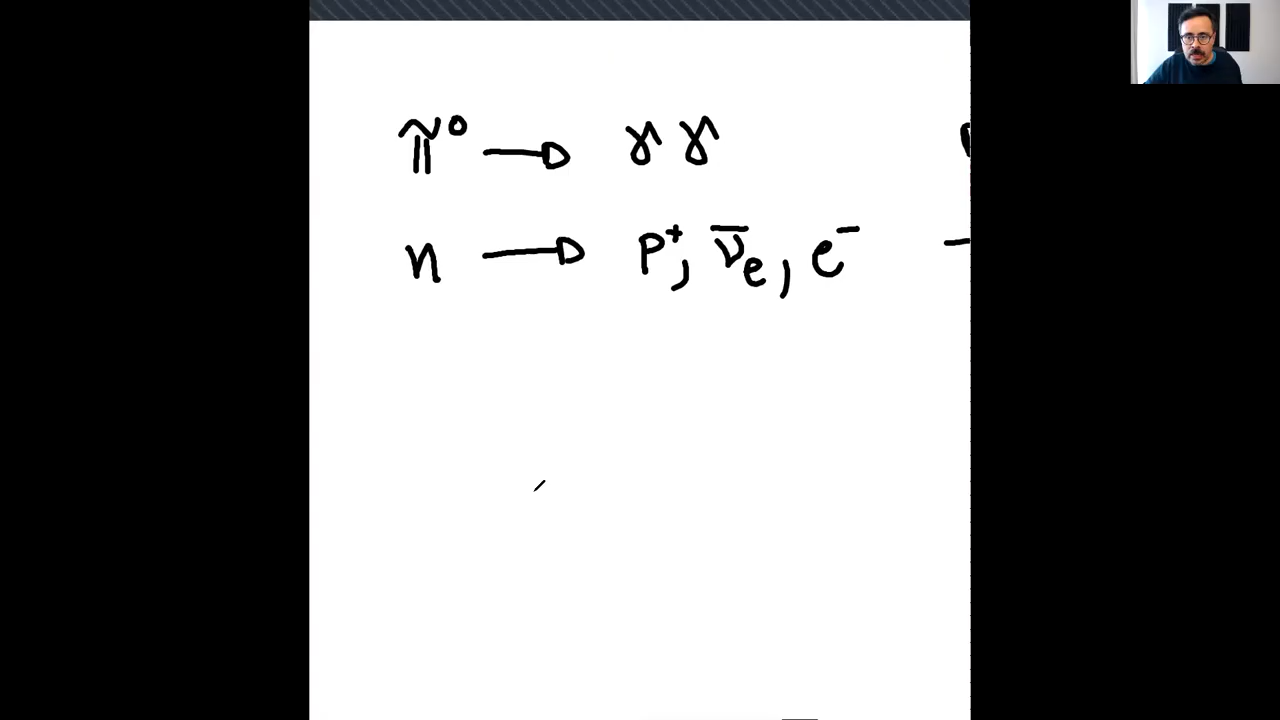 π⁰ → γ γ
n → p⁺, ν̅ₑ, e⁻